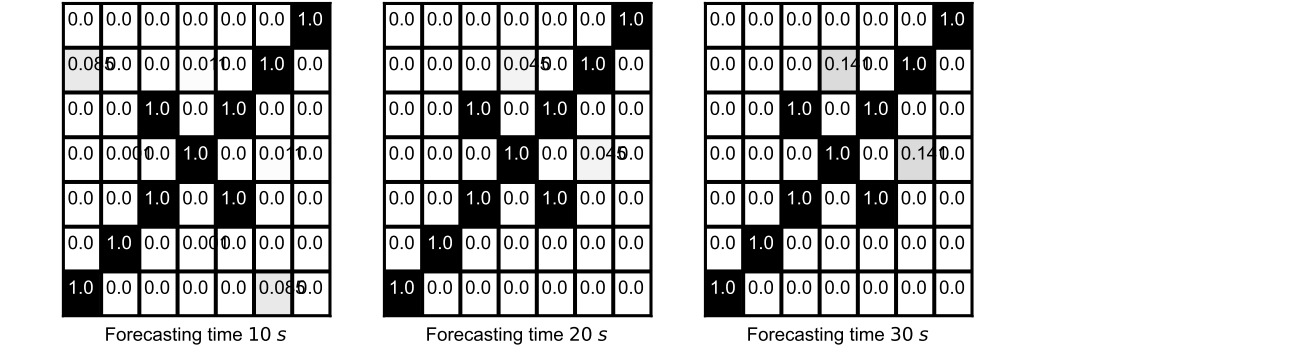 0.0 0.0 0.0 0.0 0.0 0.0 1.0
0.085 0.0 0.0 0.011 0.0 1.0 0.0
0.0 0.0 1.0 0.0 1.0 0.0 0.0
0.0 0.001 0.0 1.0 0.0 0.011 0.0
0.0 0.0 1.0 0.0 1.0 0.0 0.0
0.0 1.0 0.0 0.001 0.0 0.0 0.0
1.0 0.0 0.0 0.0 0.0 0.085 0.0
Forecasting time 10 s
0.0 0.0 0.0 0.0 0.0 0.0 1.0
0.0 0.0 0.0 0.045 0.0 1.0 0.0
0.0 0.0 1.0 0.0 1.0 0.0 0.0
0.0 0.0 0.0 1.0 0.0 0.045 0.0
0.0 0.0 1.0 0.0 1.0 0.0 0.0
0.0 1.0 0.0 0.0 0.0 0.0 0.0
1.0 0.0 0.0 0.0 0.0 0.0 0.0
Forecasting time 20 s
0.0 0.0 0.0 0.0 0.0 0.0 1.0
0.0 0.0 0.0 0.141 0.0 1.0 0.0
0.0 0.0 1.0 0.0 1.0 0.0 0.0
0.0 0.0 0.0 1.0 0.0 0.141 0.0
0.0 0.0 1.0 0.0 1.0 0.0 0.0
0.0 1.0 0.0 0.0 0.0 0.0 0.0
1.0 0.0 0.0 0.0 0.0 0.0 0.0
Forecasting time 30 s